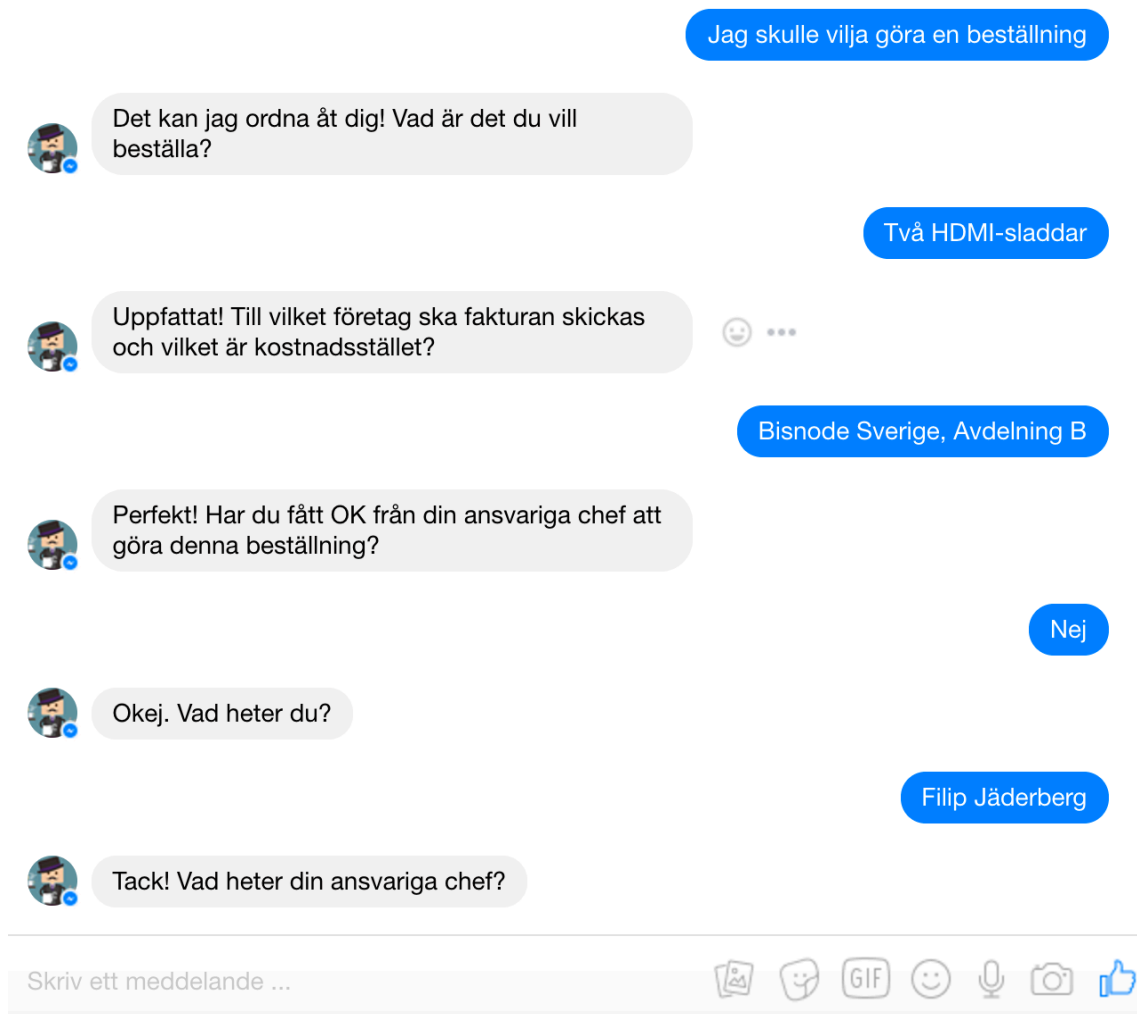 Jag skulle vilja göra en beställning
Det kan jag ordna åt dig! Vad är det du vill
beställa?
Två HDMI-sladdar
Uppfattat! Till vilket företag ska fakturan skickas
och vilket är kostnadsstället?
Bisnode Sverige, Avdelning B
Perfekt! Har du fått OK från din ansvariga chef att
göra denna beställning?
Nej
Okej. Vad heter du?
Filip Jäderberg
Tack! Vad heter din ansvariga chef?
Skriv ett meddelande ...
GIF